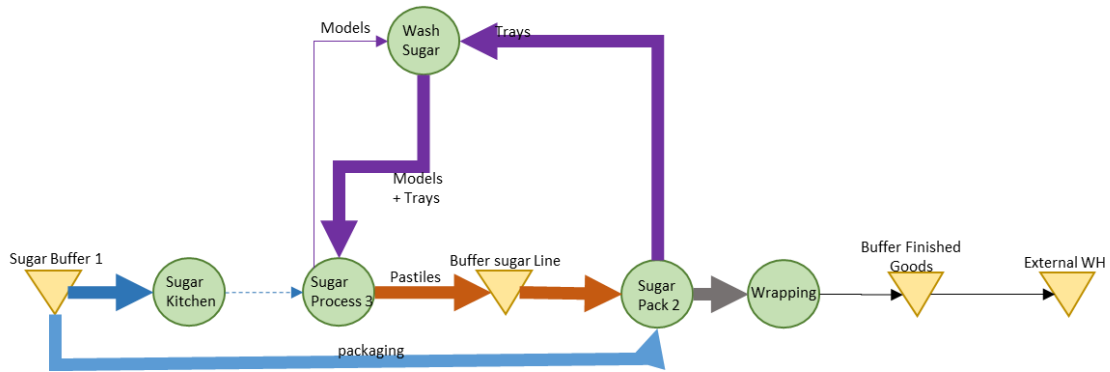 Models
Wash
Sugar
Trays
Models
+ Trays
Sugar Buffer 1
Sugar
Kitchen
Sugar
Process 3
Pastiles
Buffer sugar Line
Sugar
Pack 2
Wrapping
Buffer Finished
Goods
External WH
packaging